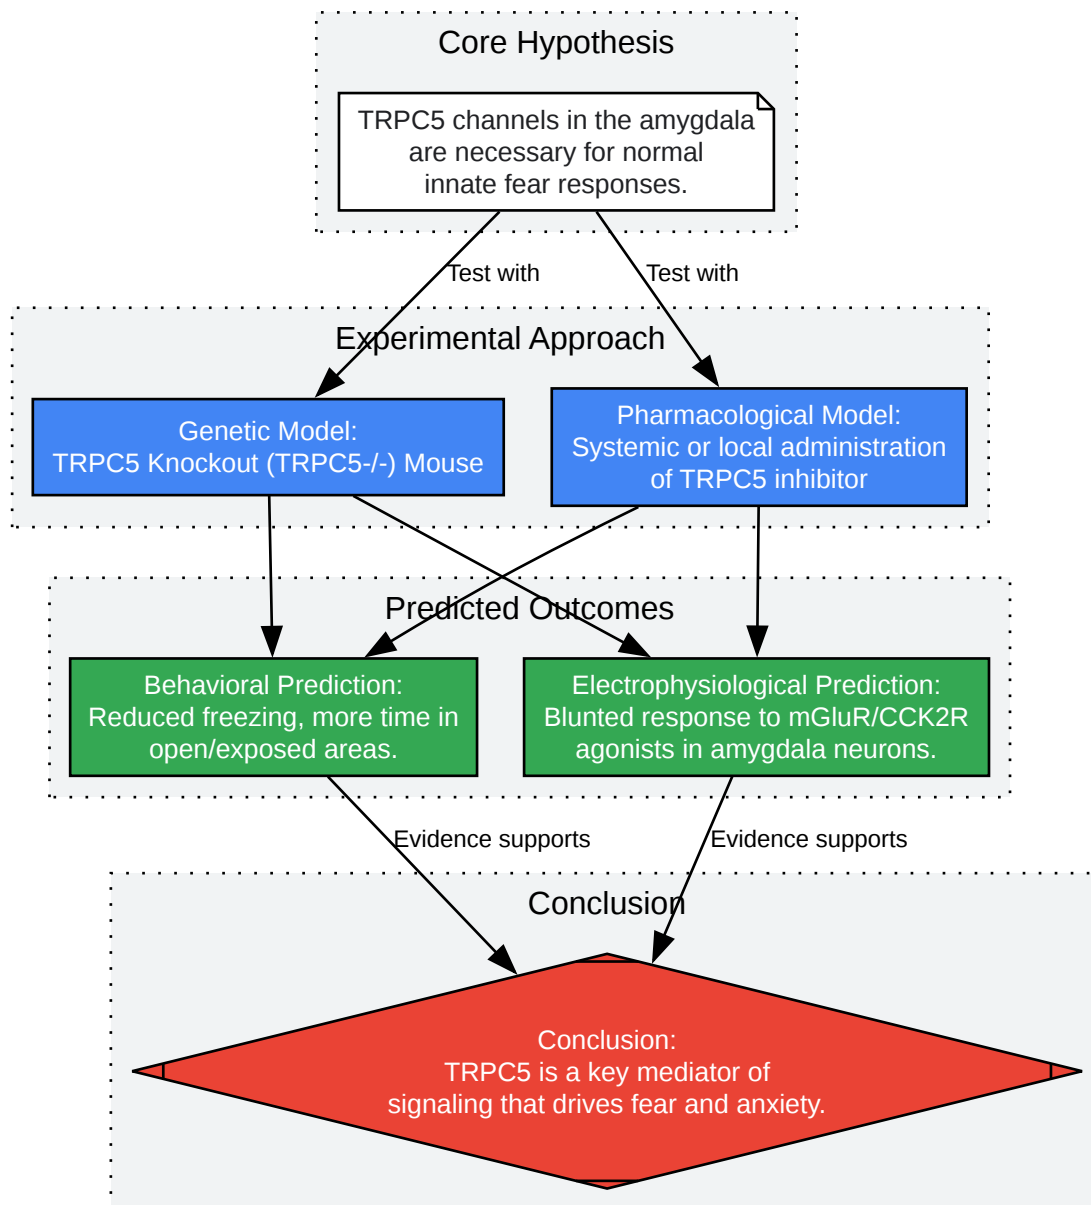 Core Hypothesis
TRPC5 channels in the amygdala
are necessary for normal
innate fear responses.
Test with
Test with
Experimental Approach
Genetic Model:
TRPC5 Knockout (TRPC5-/-) Mouse
Pharmacological Model:
Systemic or local administration
of TRPC5 inhibitor
Predicted Outcomes
Behavioral Prediction:
Reduced freezing, more time in
open/exposed areas.
Electrophysiological Prediction:
Blunted response to mGluR/CCK2R
agonists in amygdala neurons.
Evidence supports
Evidence supports
Conclusion
Conclusion:
TRPC5 is a key mediator of
signaling that drives fear and anxiety.